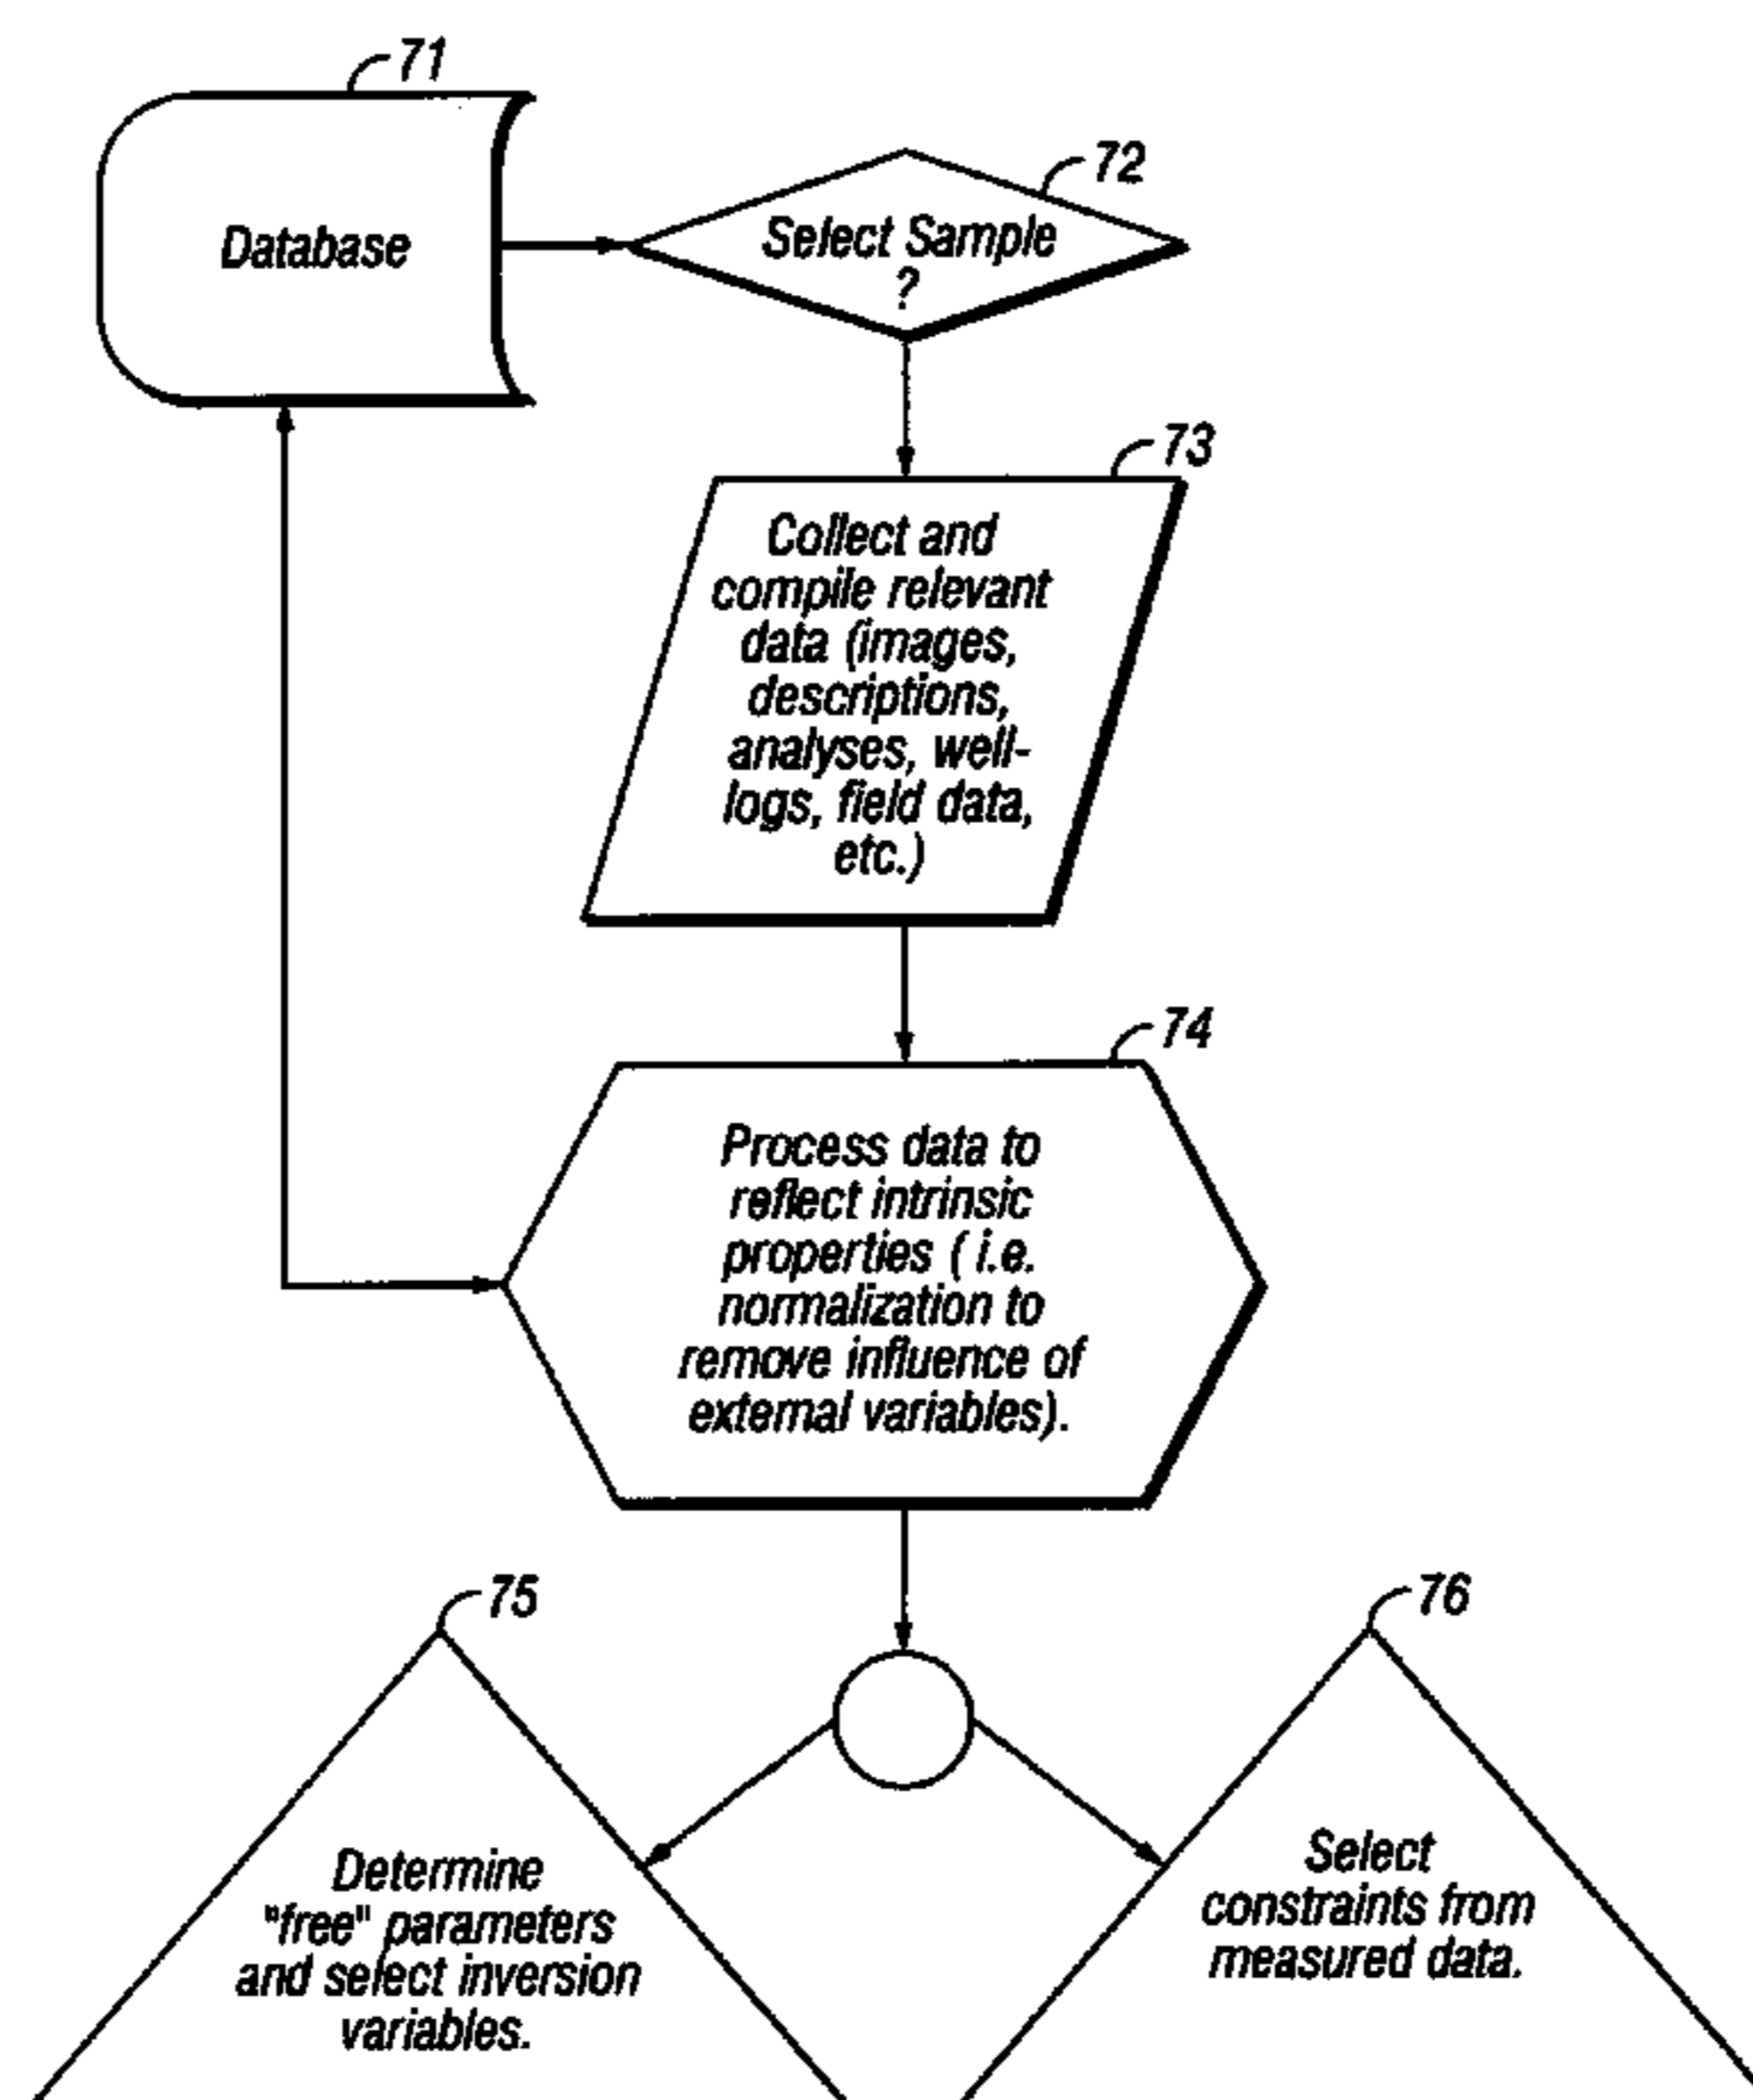 71
Database
72
Select Sample
?
73
Collect and
compile relevant
data (images,
descriptions,
analyses, well-
logs, field data,
etc.)
74
Process data to
reflect intrinsic
properties ( i.e.
normalization to
remove influence of
external variables).
75
Determine
"free" parameters
and select inversion
variables.
76
Select
constraints from
measured data.